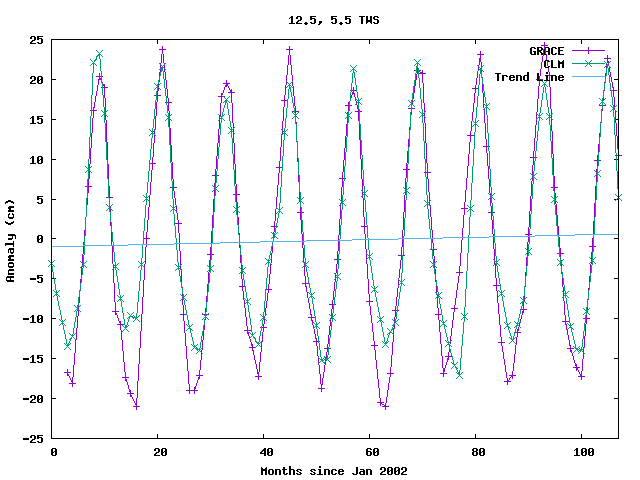 12.5, 5.5 TWS
GRACE
CLM
Trend Line
25
20
15
10
5
0
-5
-10
-15
-20
-25
Anomaly (cm)
0 20 40 60 80 100
Months since Jan 2002